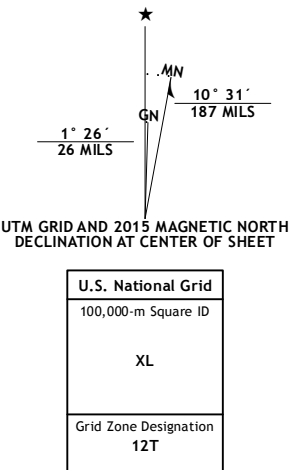 ★
MN
GN
10° 31´
187 MILS
1° 26´
26 MILS
UTM GRID AND 2015 MAGNETIC NORTH
DECLINATION AT CENTER OF SHEET
U.S. National Grid
100,000-m Square ID
XL
Grid Zone Designation
12T